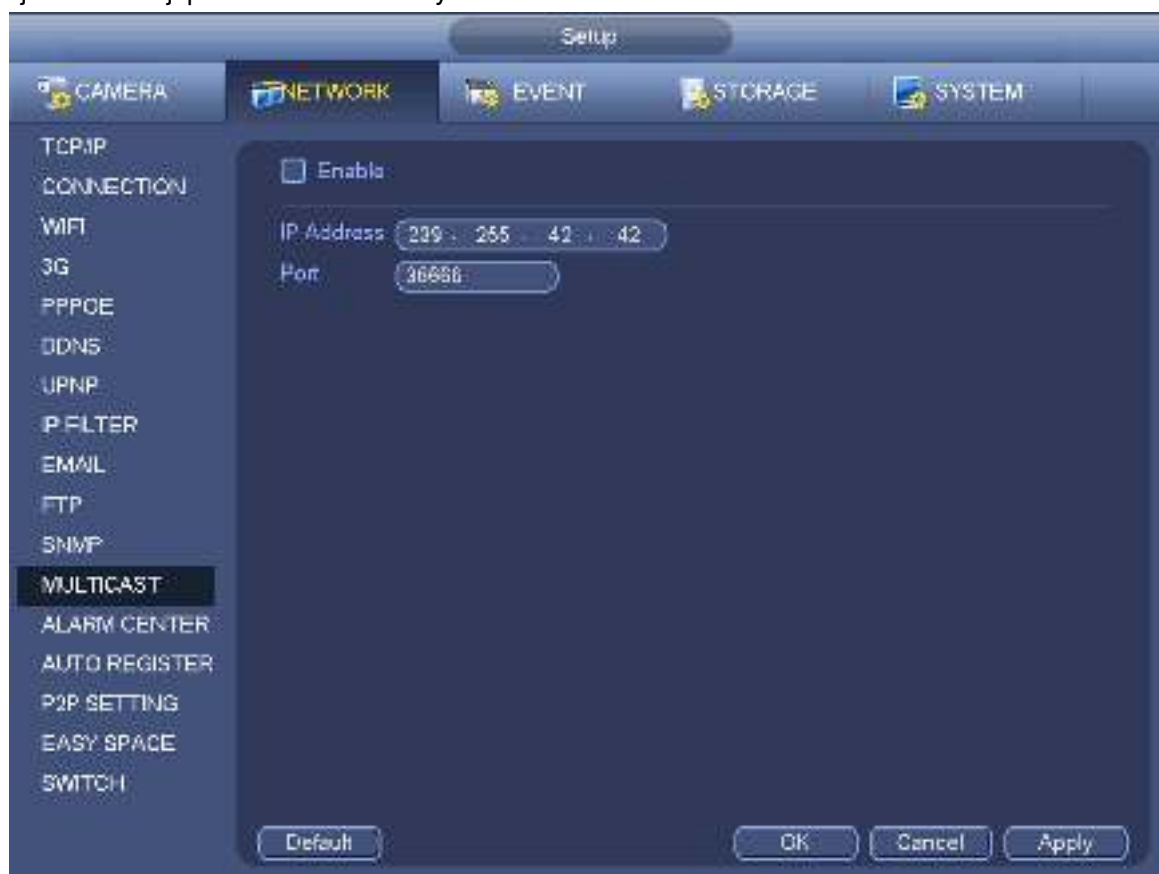 Setup
CAMERA NETWORK EVENT STORAGE SYSTEM
TCP/IP
CONNECTION
WIFI
3G
PPPOE
DDNS
UPNP
IP FILTER
EMAIL
FTP
SNMP
MULTICAST
ALARM CENTER
AUTO REGISTER
P2P SETTING
EASY SPACE
SWITCH
Enable
IP Address 239 . 255 . 42 . 42
Port 36666
Default OK Cancel Apply